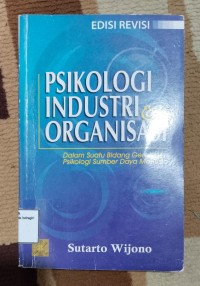 EDISI REVISI
PSIKOLOGI
INDUSTRI &
ORGANISASI
Dalam Suatu Bidang
Psikologi Sumber Daya
Sutarto Wijono